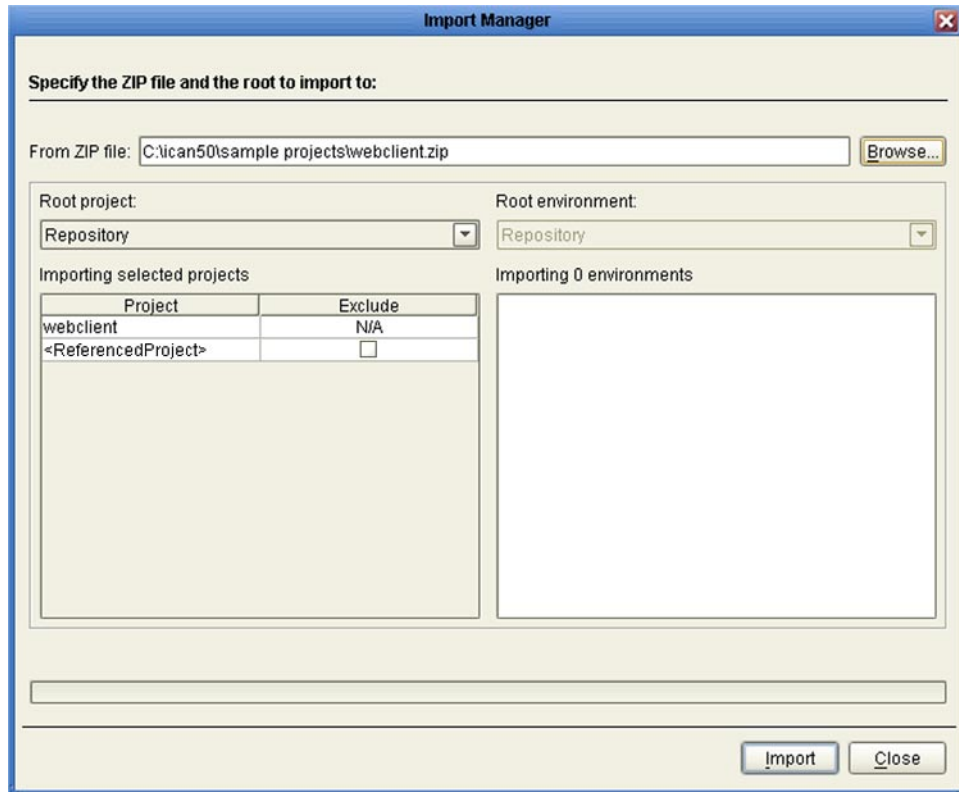 Import Manager
Specify the ZIP file and the root to import to:
From ZIP file: C:\ican50\sample projects\webclient.zip Browse...
Root project: Root environment:
Repository Repository
Importing selected projects Importing 0 environments
Project Exclude
webclient N/A
<ReferencedProject>
Import Close